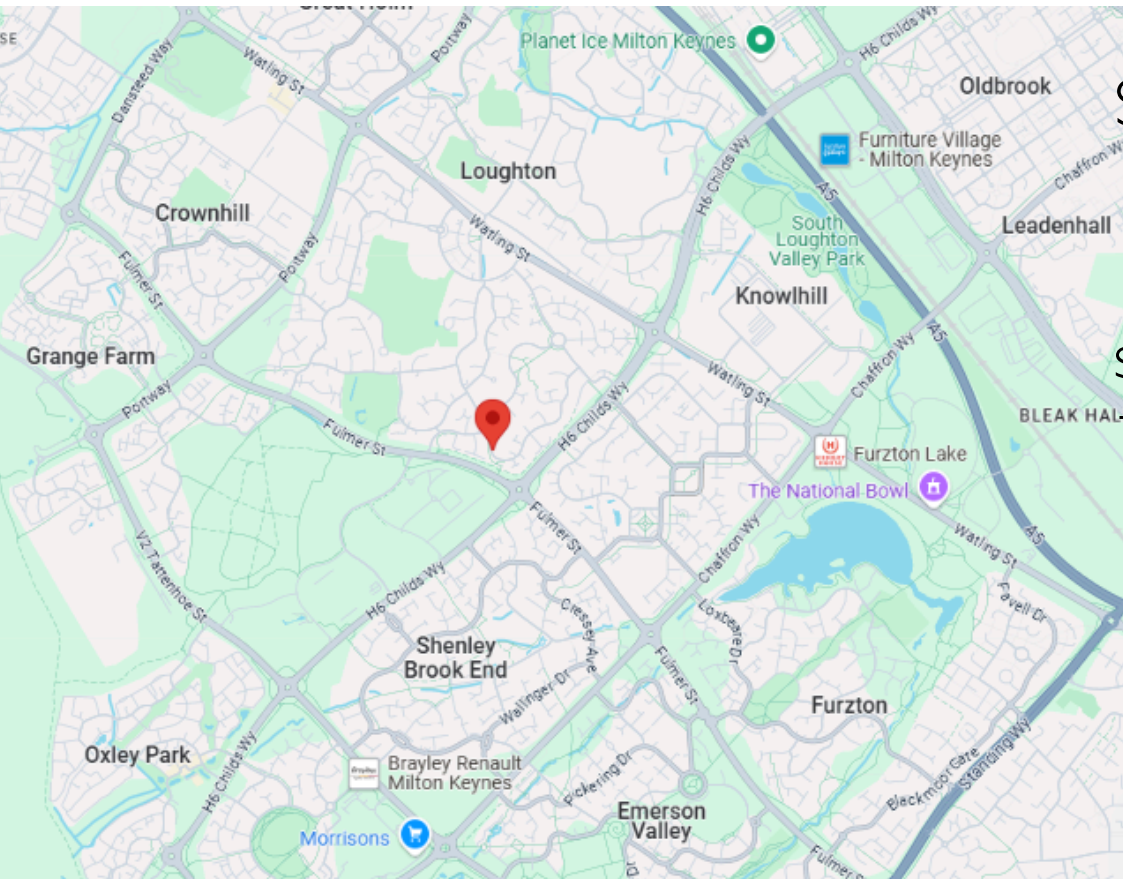 Great Holm
SE
Planet Ice Milton Keynes
Portway
H6 Childs Wy
Watling St
Dansteed Way
Oldbrook
Furniture Village
- Milton Keynes
Chaffron W
H6 Childs Wy
Loughton
A5
Crownhill
Watling St
South
Loughton
Valley Park
Leadenhall
Portway
Fulmer St
Knowlhill
A5
Grange Farm
Chaffron Wy
Watling St
Portway
H6 Childs Wy
BLEAK HAL
Fulmer St
Furzton Lake
The National Bowl
Fulmer St
Watling St
A5
Chaffron Wy
V2 Tattenhoe St
H6 Childs Wy
Favell Dr
Loxbeare Dr
Cressey Ave
Shenley
Brook End
Fulmer St
Wallinger Dr
Furzton
Oxley Park
H6 Childs Wy
Brayley Renault
Milton Keynes
Pickering Dr
Blackmoor Gate
Standing Wy
Emerson
Valley
Morrisons
Fulmer St